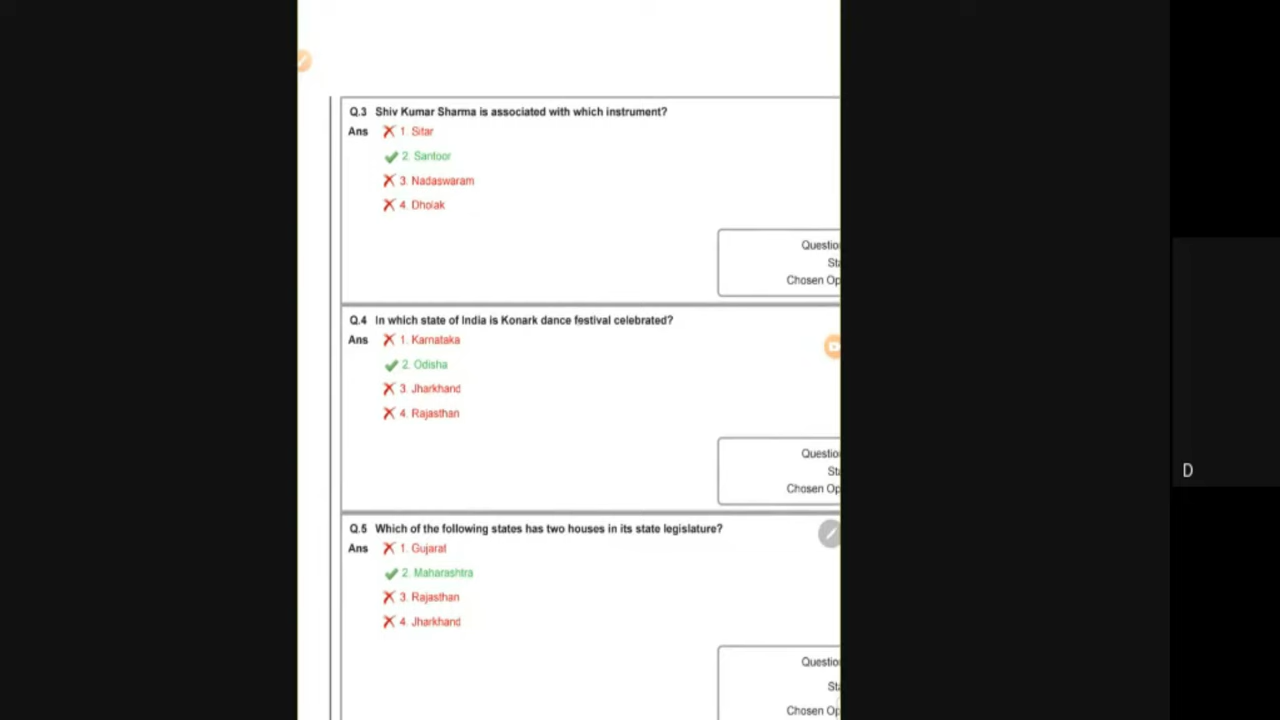 Q.3 Shiv Kumar Sharma is associated with which instrument?
Ans 1. Sitar
2. Santoor
3. Nadaswaram
4. Dholak
Questio
Sta
Chosen Op
Q.4 In which state of India is Konark dance festival celebrated?
Ans 1. Karnataka
2. Odisha
3. Jharkhand
4. Rajasthan
Questio
Sta
Chosen Op
Q.5 Which of the following states has two houses in its state legislature?
Ans 1. Gujarat
2. Maharashtra
3. Rajasthan
4. Jharkhand
Questio
Sta
Chosen Op
D